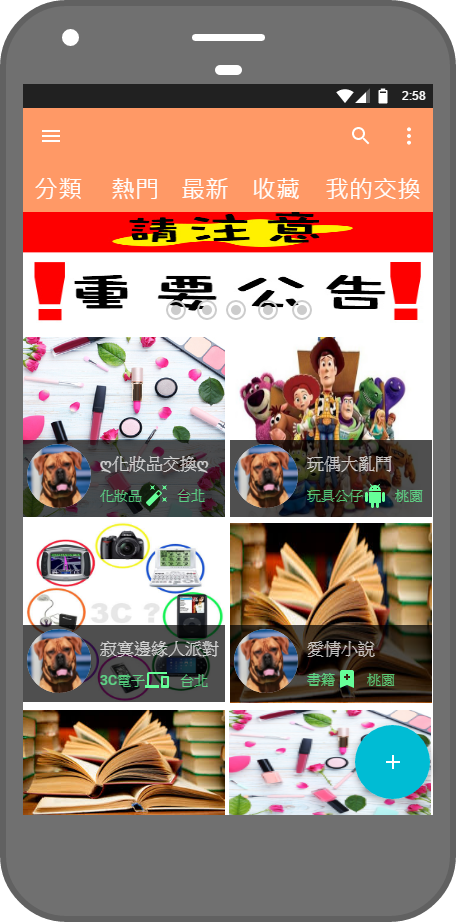 2:58
分類 熱門 最新 收藏 我的交換
請注意
重要公告
ღ化妝品交換ღ
化妝品 台北
玩偶大亂鬥
玩具公仔 桃園
3C ?
寂寞邊緣人派對
3C電子 台北
愛情小說
書籍 桃園